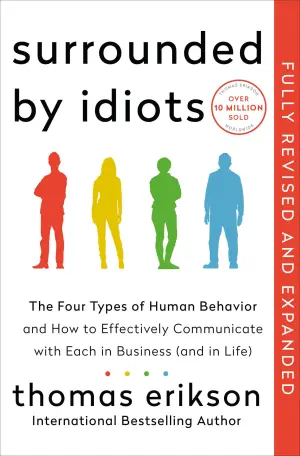 surrounded
by idiots
THOMAS ERIKSON
OVER
10 MILLION
SOLD
WORLDWIDE
FULLY REVISED AND EXPANDED
The Four Types of Human Behavior
and How to Effectively Communicate
with Each in Business (and in Life)
thomas erikson
International Bestselling Author